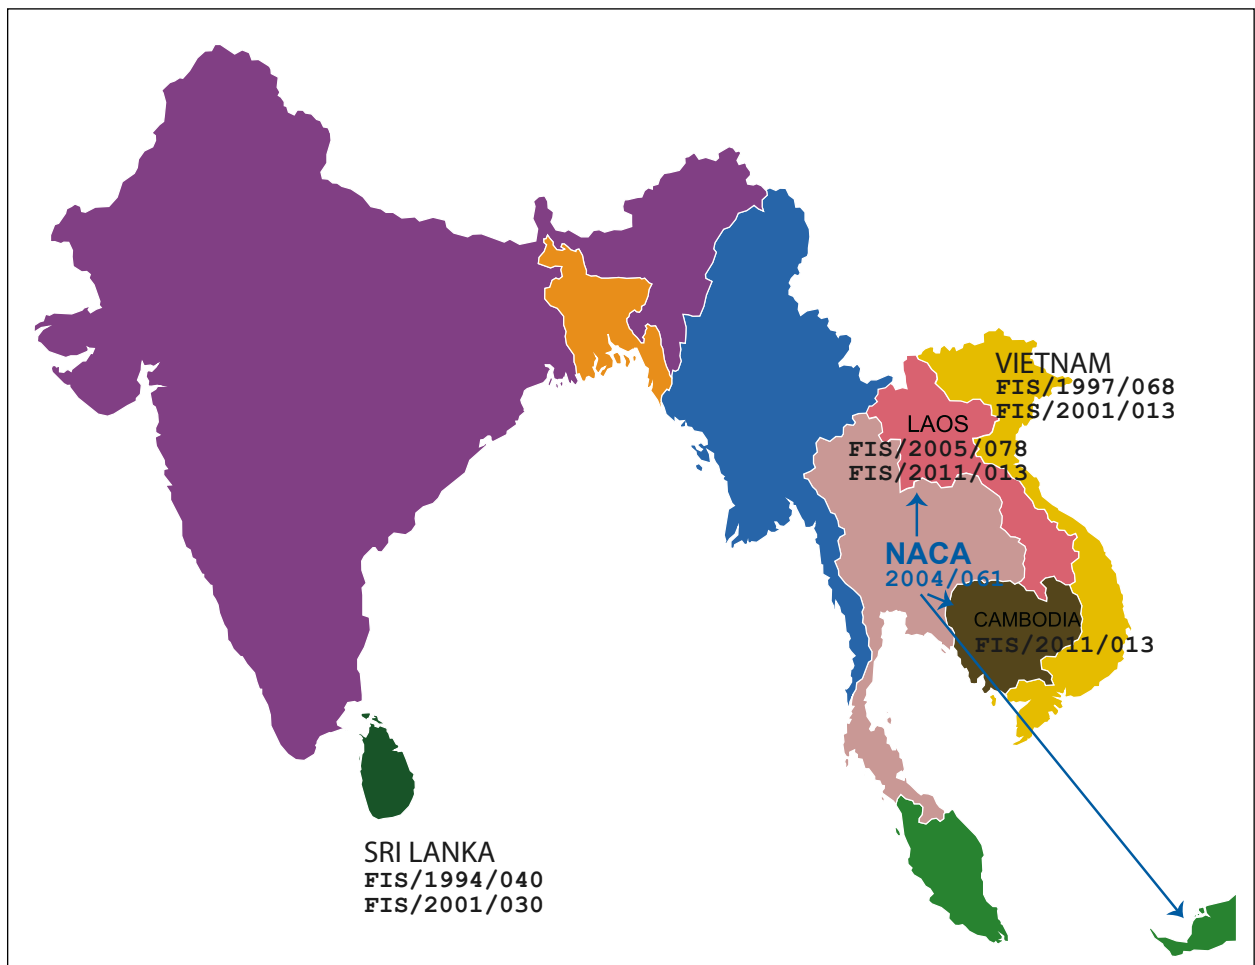 VIETNAM
FIS/1997/068
FIS/2001/013
LAOS
FIS/2005/078
FIS/2011/013
NACA
2004/061
CAMBODIA
FIS/2011/013
SRI LANKA
FIS/1994/040
FIS/2001/030